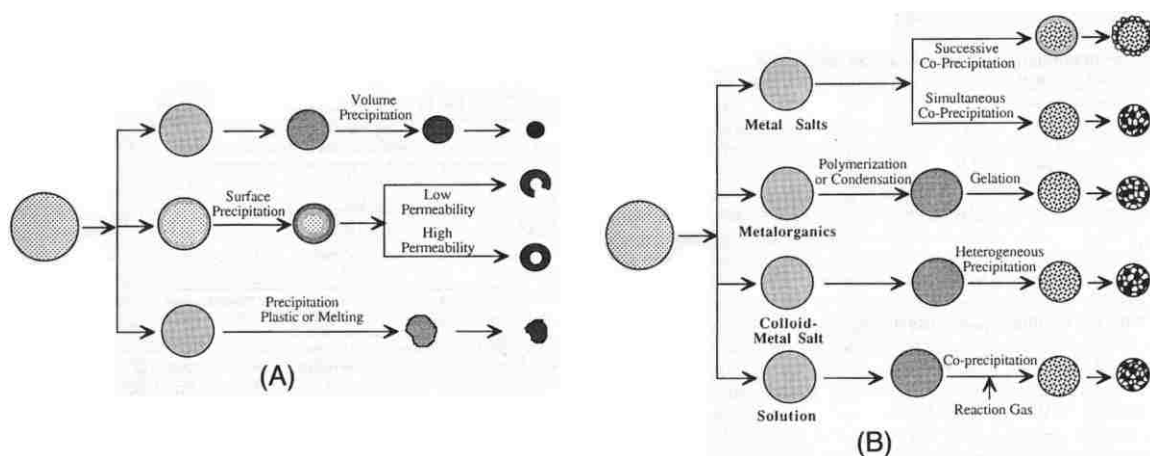 Volume
Precipitation
Surface
Precipitation
Low
Permeability
High
Permeability
Precipitation
Plastic or Melting
(A)
Successive
Co-Precipitation
Simultaneous
Co-Precipitation
Metal Salts
Polymerization
or Condensation
Gelation
Metalorganics
Heterogeneous
Precipitation
Colloid-
Metal Salt
Co-precipitation
Solution
Reaction Gas
(B)